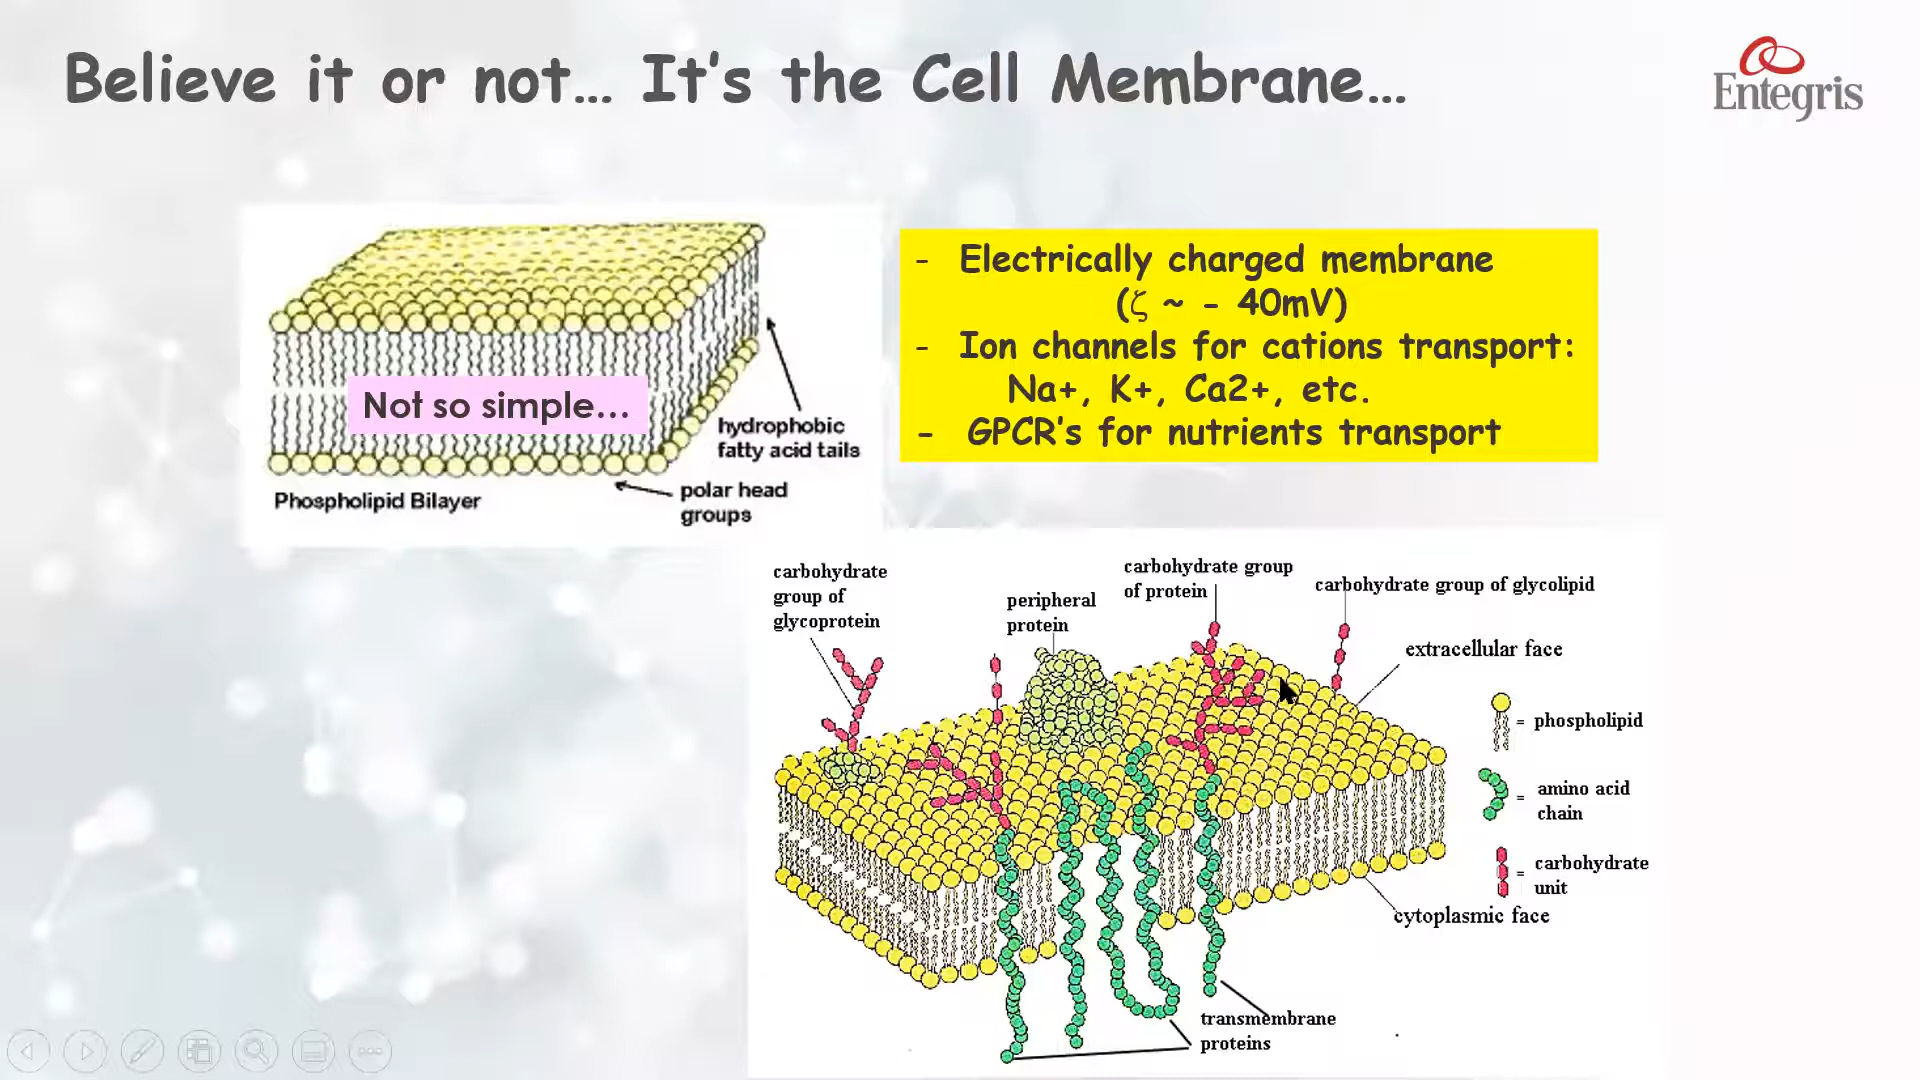 Believe it or not… It's the Cell Membrane…
Entegris
- Electrically charged membrane
(ζ ~ - 40mV)
- Ion channels for cations transport:
Na+, K+, Ca2+, etc.
- GPCR's for nutrients transport
Not so simple…
hydrophobic
fatty acid tails
polar head
groups
Phospholipid Bilayer
carbohydrate
group of
glycoprotein
peripheral
protein
carbohydrate group
of protein
carbohydrate group of glycolipid
extracellular face
= phospholipid
= amino acid
chain
= carbohydrate
unit
cytoplasmic face
transmembrane
proteins